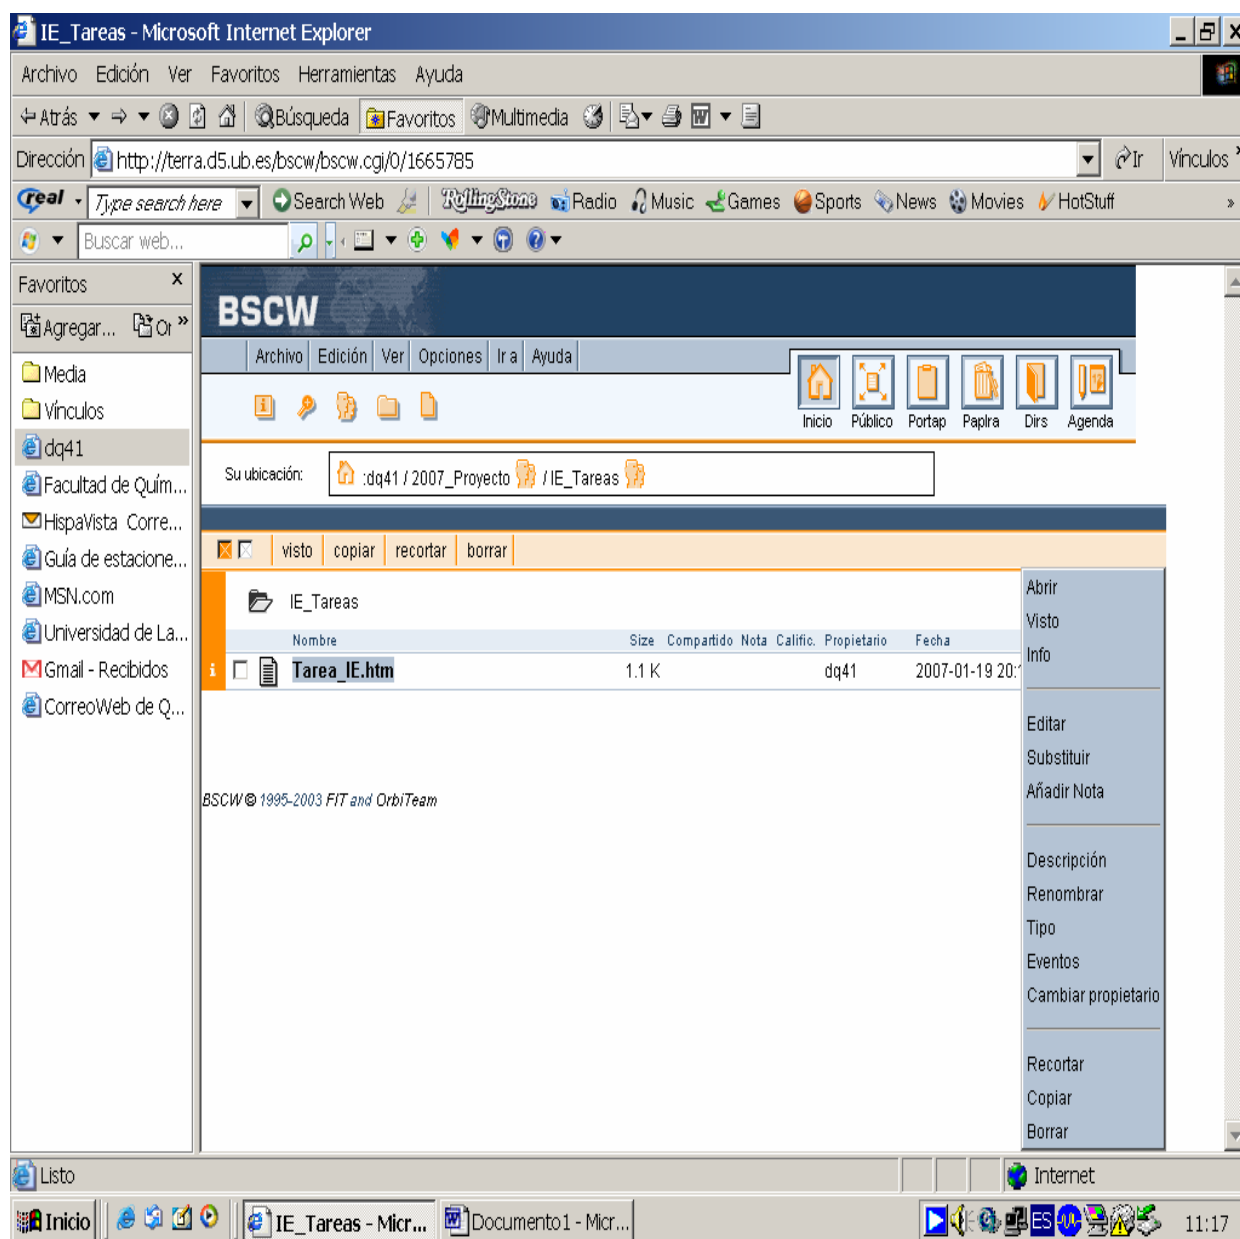 IE_Tareas - Microsoft Internet Explorer
Archivo Edición Ver Favoritos Herramientas Ayuda
Atrás Búsqueda Favoritos Multimedia
Dirección http://terra.d5.ub.es/bscw/bscw.cgi/0/1665785 Ir Vínculos
real Type search here Search Web RollingStone Radio Music Games Sports News Movies HotStuff »
Buscar web...
Favoritos x
Agregar... Or »
Media
Vínculos
dq41
Facultad de Quím...
HispaVista Corre...
Guía de estacione...
MSN.com
Universidad de La...
Gmail - Recibidos
CorreoWeb de Q...
BSCW
Archivo Edición Ver Opciones Ir a Ayuda
Inicio Público Portap Paplra Dirs Agenda
Su ubicación: :dq41 / 2007_Proyecto / IE_Tareas
visto copiar recortar borrar
IE_Tareas
Nombre Size Compartido Nota Calific. Propietario Fecha
i Tarea_IE.htm 1.1 K dq41 2007-01-19 20:1
BSCW © 1995-2003 FIT and OrbiTeam
Abrir
Visto
Info
Editar
Substituir
Añadir Nota
Descripción
Renombrar
Tipo
Eventos
Cambiar propietario
Recortar
Copiar
Borrar
Listo Internet
Inicio IE_Tareas - Micr... Documento1 - Micr... ES 11:17